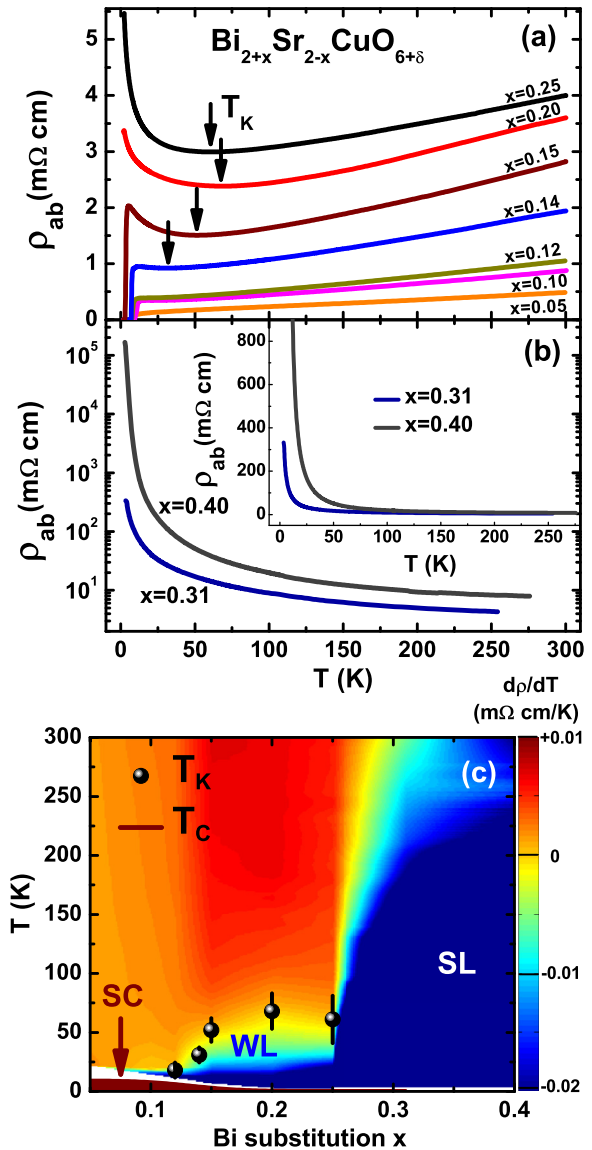 Bi2+xSr2-xCuO6+δ
(a)
TK
x=0.25
x=0.20
x=0.15
x=0.14
x=0.12
x=0.10
x=0.05
ρab(mΩ cm)
5
4
3
2
1
0
(b)
ρab(mΩ cm)
10^5
10^4
10^3
10^2
10^1
x=0.40
x=0.31
ρab(mΩ cm)
800
600
400
200
0
x=0.31
x=0.40
0 50 100 150 200 250
T (K)
0 50 100 150 200 250 300
T (K)
dρ/dT
(mΩ cm/K)
(c)
TK
TC
T (K)
300
250
200
150
100
50
0
SC
WL
SL
+0.01
0
-0.01
-0.02
0.1 0.2 0.3 0.4
Bi substitution x